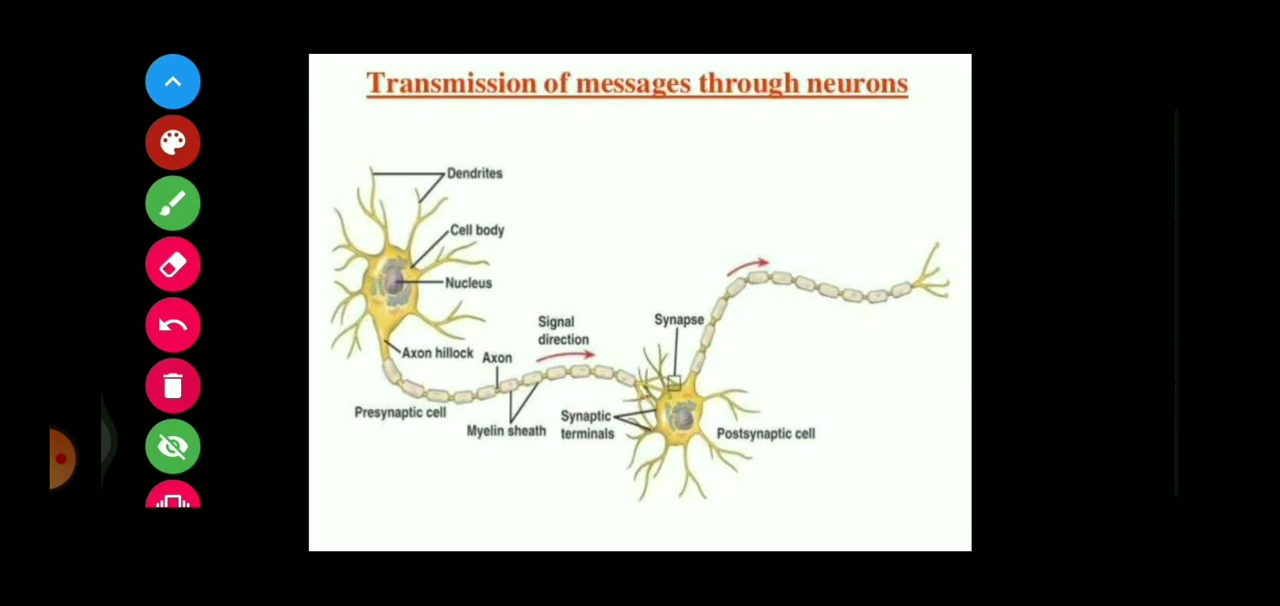 Transmission of messages through neurons
Dendrites
Cell body
Nucleus
Signal
direction
Synapse
Axon hillock
Axon
Presynaptic cell
Myelin sheath
Synaptic
terminals
Postsynaptic cell